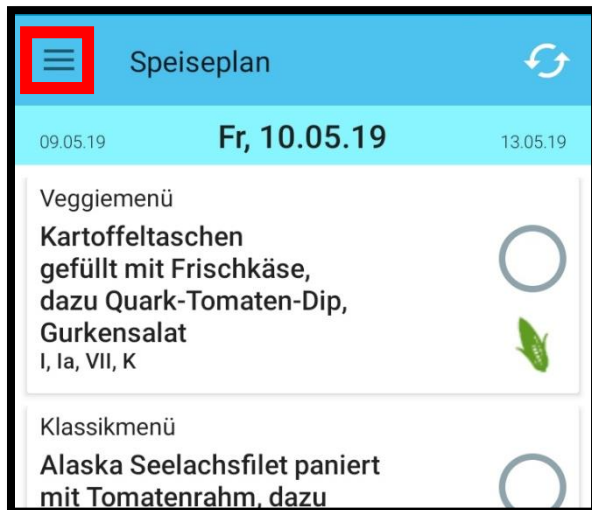 Speiseplan
09.05.19 Fr, 10.05.19 13.05.19
Veggiemenü
Kartoffeltaschen
gefüllt mit Frischkäse,
dazu Quark-Tomaten-Dip,
Gurkensalat
I, Ia, VII, K
Klassikmenü
Alaska Seelachsfilet paniert
mit Tomatenrahm, dazu